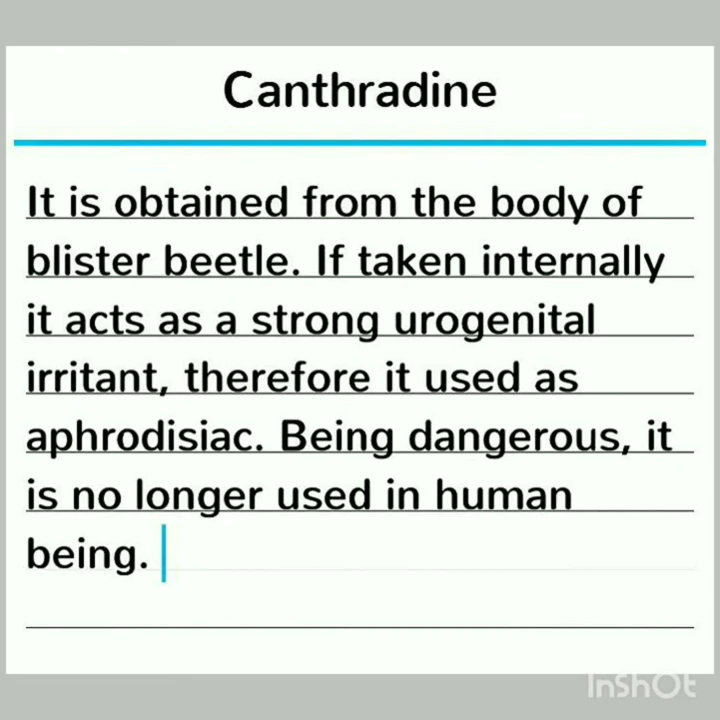 Canthradine
It is obtained from the body of
blister beetle. If taken internally
it acts as a strong urogenital
irritant, therefore it used as
aphrodisiac. Being dangerous, it
is no longer used in human
being.
InShOt